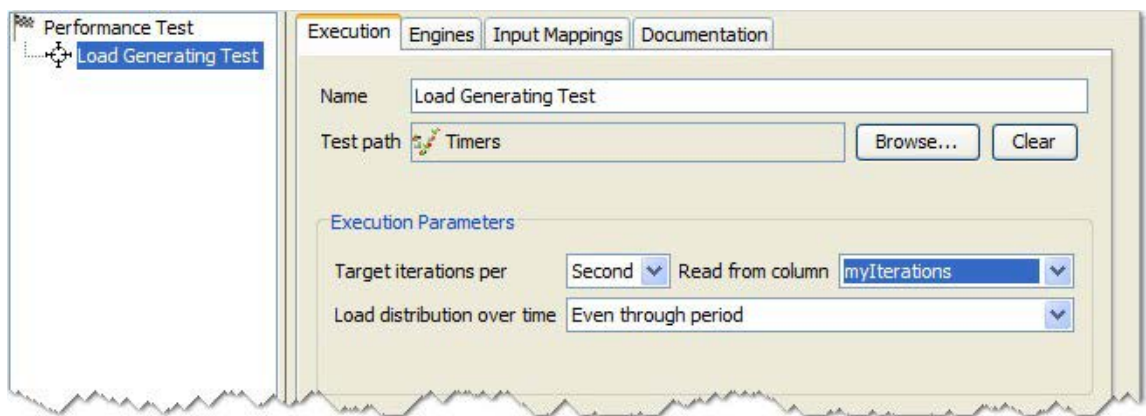 Performance Test
Load Generating Test
Execution Engines Input Mappings Documentation
Name Load Generating Test
Test path Timers Browse... Clear
Execution Parameters
Target iterations per Second Read from column myIterations
Load distribution over time Even through period